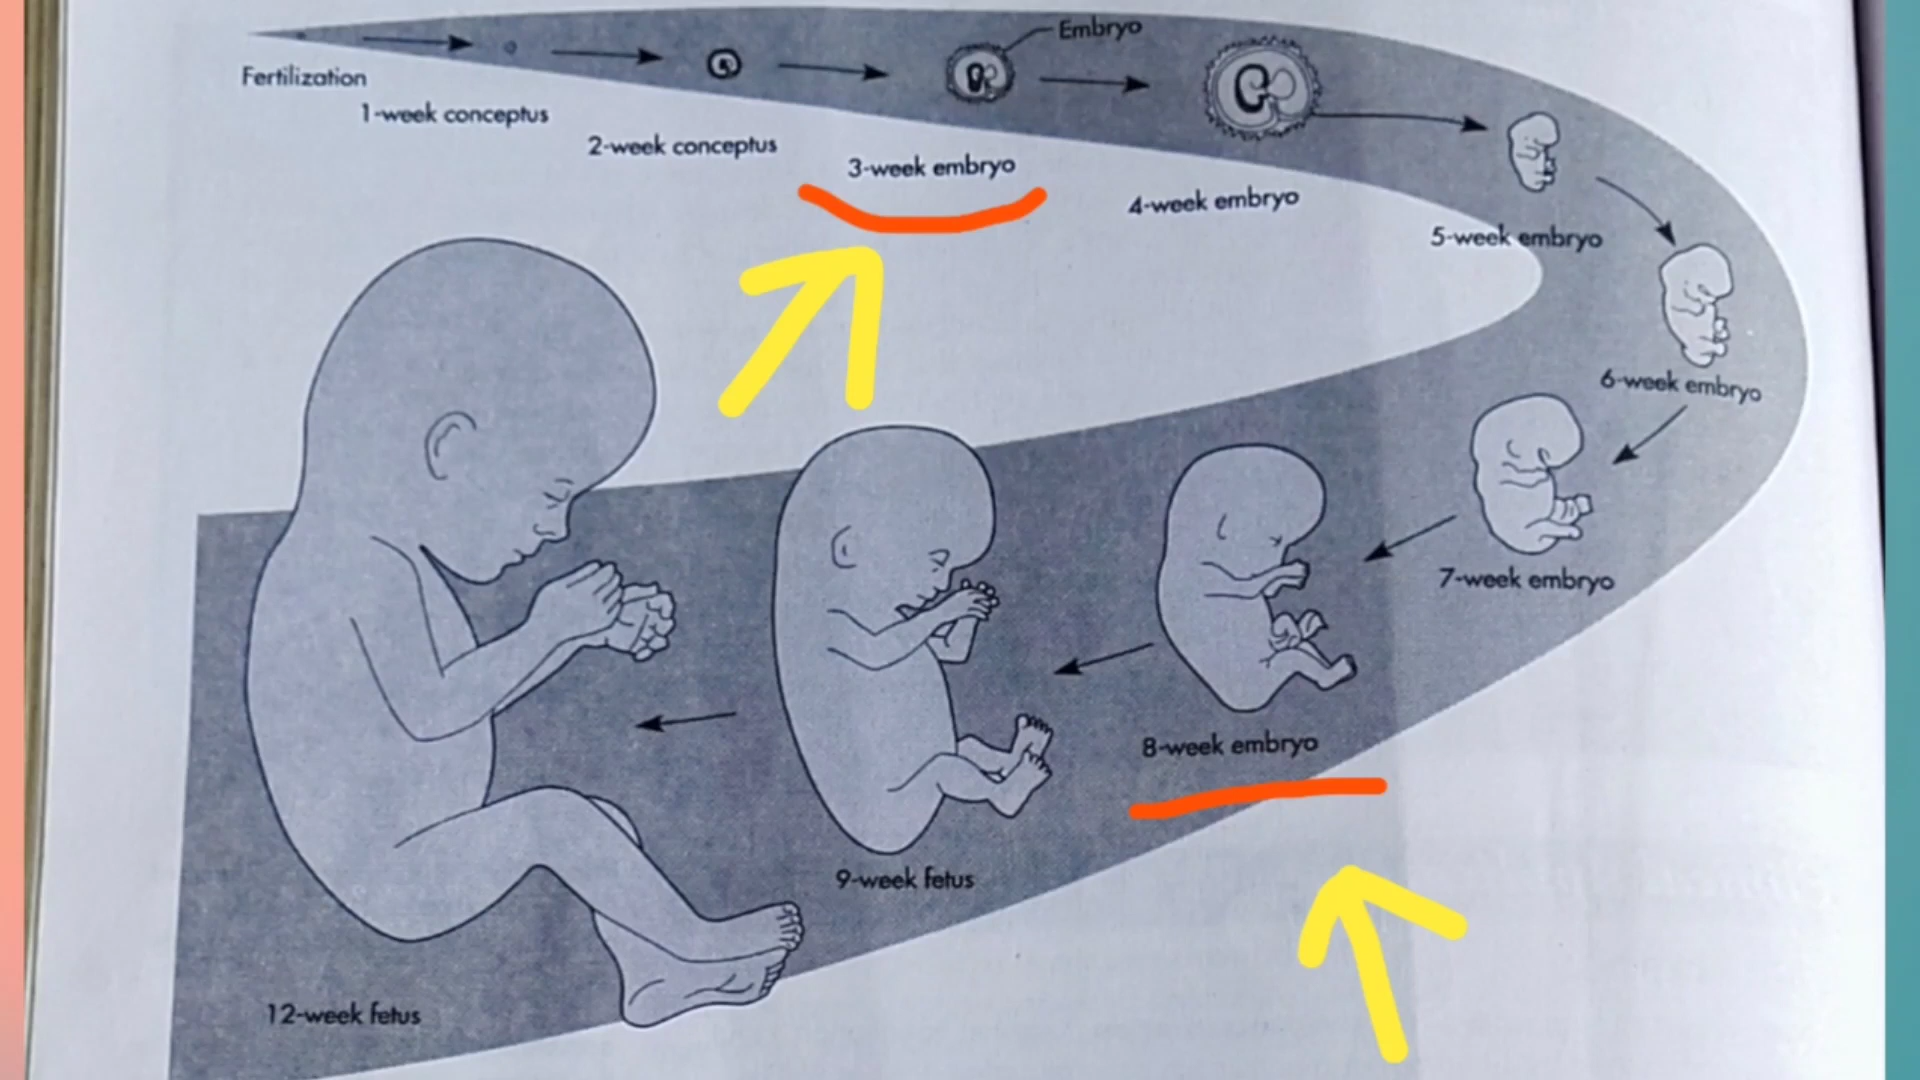 Embryo
Fertilization
1-week conceptus
2-week conceptus
3-week embryo
4-week embryo
5-week embryo
6-week embryo
7-week embryo
8-week embryo
9-week fetus
12-week fetus